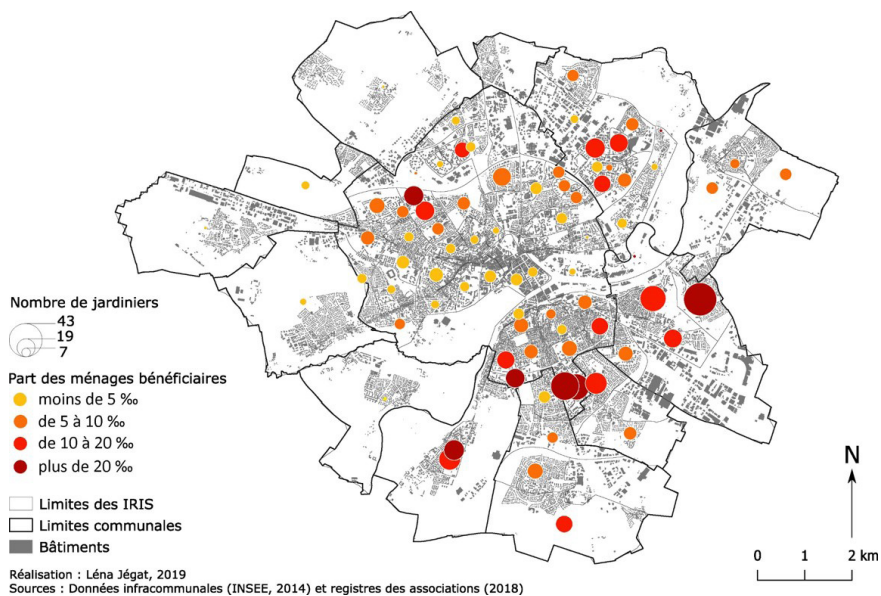 Nombre de jardiniers
43
19
7
Part des ménages bénéficiaires
moins de 5 ‰
de 5 à 10 ‰
de 10 à 20 ‰
plus de 20 ‰
Limites des IRIS
Limites communales
Bâtiments
N
0 1 2 km
Réalisation : Léna Jégat, 2019
Sources : Données infracommunales (INSEE, 2014) et registres des associations (2018)